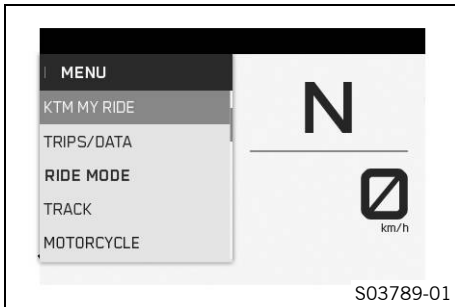 MENU
KTM MY RIDE
TRIPS/DATA
RIDE MODE
TRACK
MOTORCYCLE
N
0
km/h
S03789-01